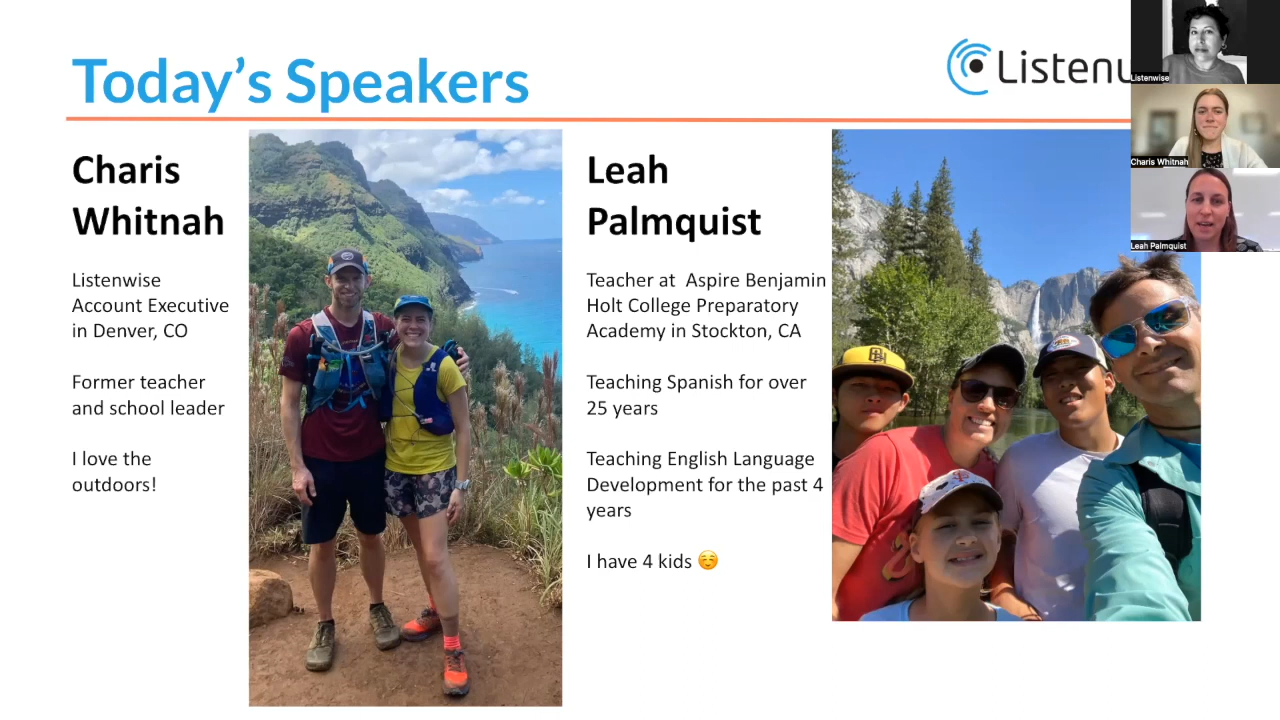 Today's Speakers
Listenw
Listenwise
Charis Whitnah
Leah Palmquist
Charis
Whitnah
Listenwise
Account Executive
in Denver, CO
Former teacher
and school leader
I love the
outdoors!
Leah
Palmquist
Teacher at Aspire Benjamin
Holt College Preparatory
Academy in Stockton, CA
Teaching Spanish for over
25 years
Teaching English Language
Development for the past 4
years
I have 4 kids ☺️